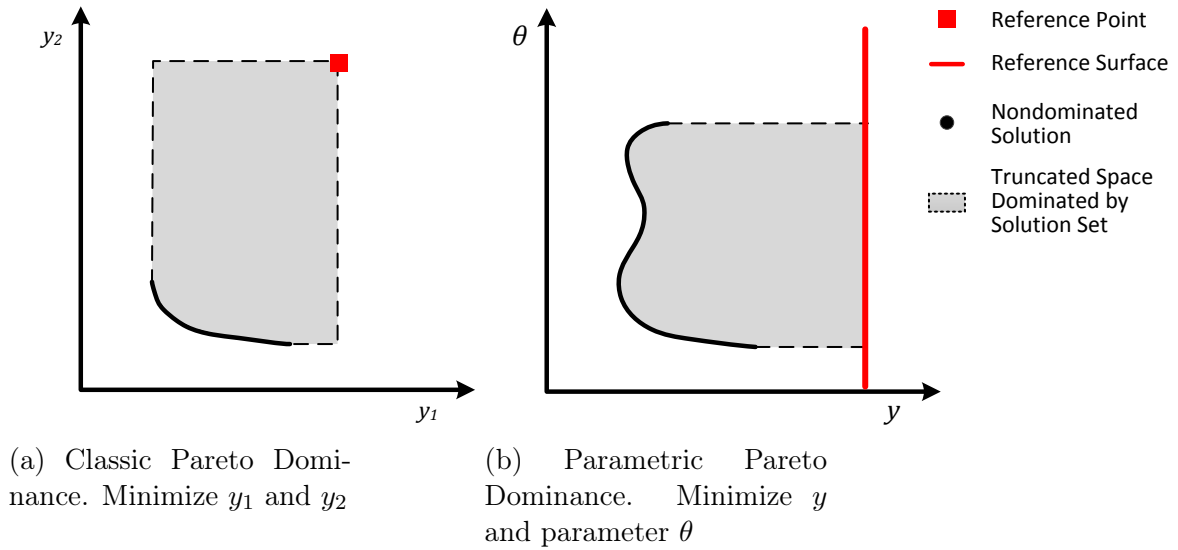 y₂
y₁
θ
y
Reference Point
Reference Surface
Nondominated
Solution
Truncated Space
Dominated by
Solution Set
(a) Classic Pareto Domi-
nance. Minimize y₁ and y₂
(b) Parametric Pareto
Dominance. Minimize y
and parameter θ